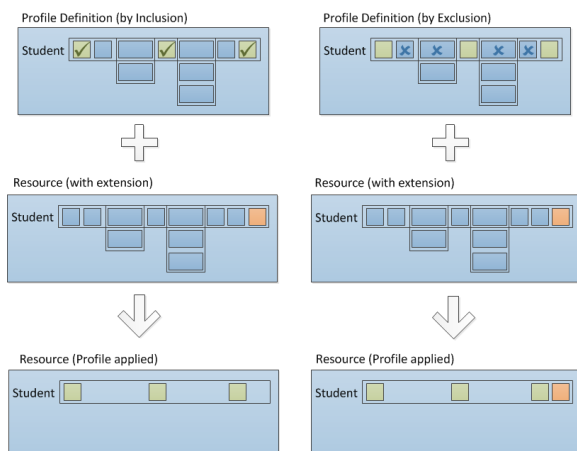 Profile Definition (by Inclusion)
Student
Resource (with extension)
Student
Resource (Profile applied)
Student
Profile Definition (by Exclusion)
Student
Resource (with extension)
Student
Resource (Profile applied)
Student